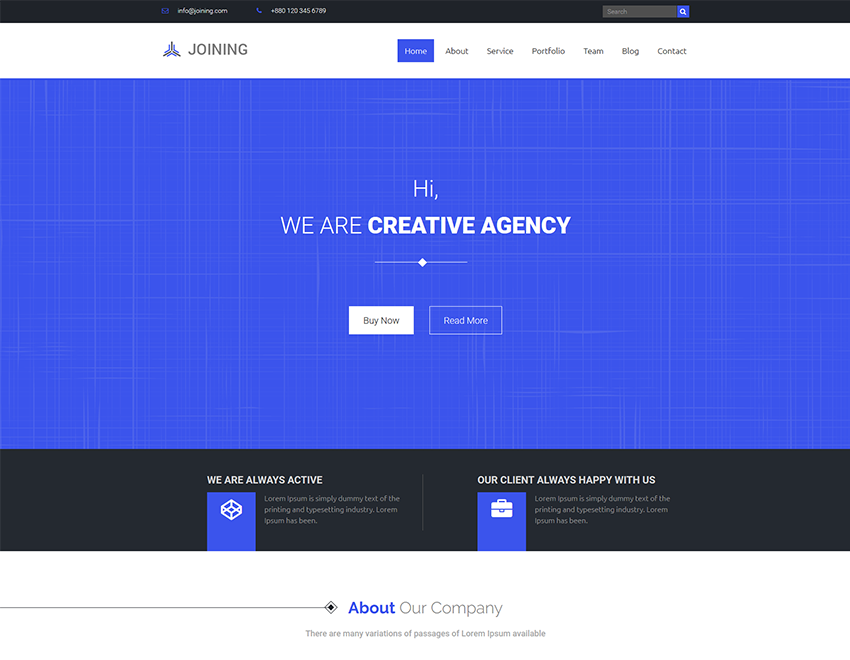 info@joining.com +880 120 345 6789 Search
JOINING Home About Service Portfolio Team Blog Contact
Hi,
WE ARE CREATIVE AGENCY
Buy Now Read More
WE ARE ALWAYS ACTIVE
Lorem Ipsum is simply dummy text of the
printing and typesetting industry. Lorem
Ipsum has been.
OUR CLIENT ALWAYS HAPPY WITH US
Lorem Ipsum is simply dummy text of the
printing and typesetting industry. Lorem
Ipsum has been.
About Our Company
There are many variations of passages of Lorem Ipsum available